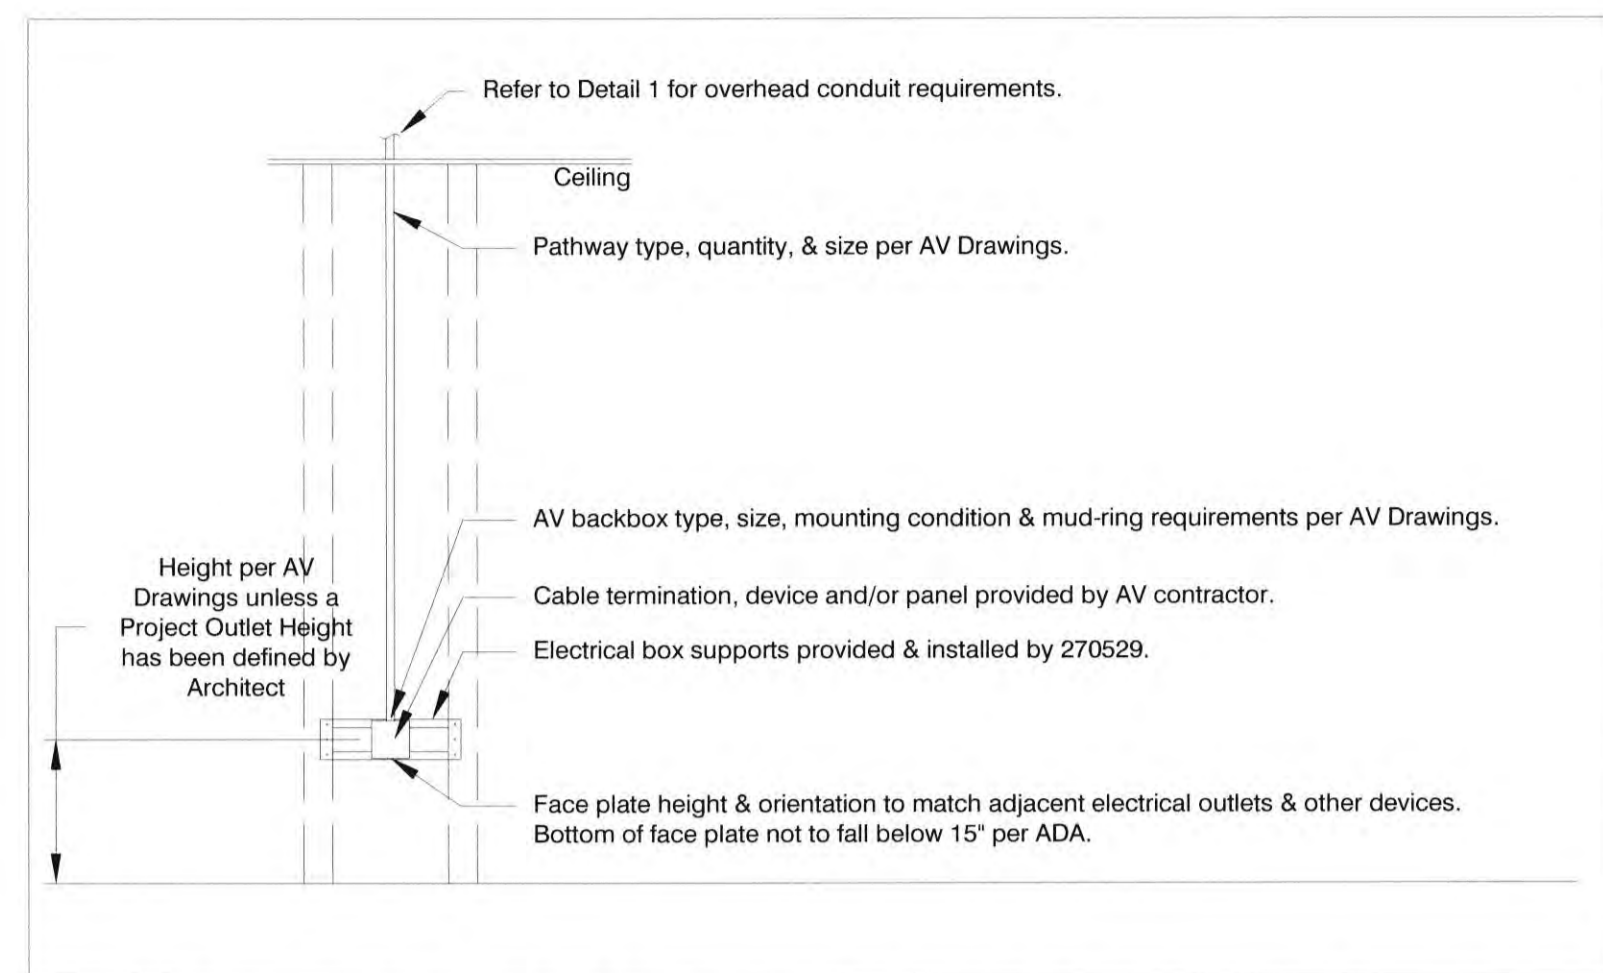 Refer to Detail 1 for overhead conduit requirements.
Ceiling
Pathway type, quantity, & size per AV Drawings.
AV backbox type, size, mounting condition & mud-ring requirements per AV Drawings.
Height per AV
Drawings unless a
Project Outlet Height
has been defined by
Architect
Cable termination, device and/or panel provided by AV contractor.
Electrical box supports provided & installed by 270529.
Face plate height & orientation to match adjacent electrical outlets & other devices.
Bottom of face plate not to fall below 15" per ADA.